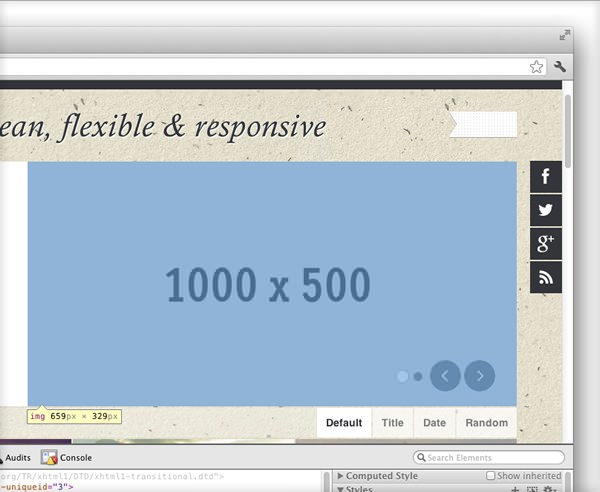 ean, flexible & responsive
f
g+
1000 x 500
img 659px × 329px
Default Title Date Random
Audits Console Search Elements
org/TR/xhtml1/DTD/xhtml1-transitional.dtd">
-uniqueid="3">
Computed Style Show inherited
Styles